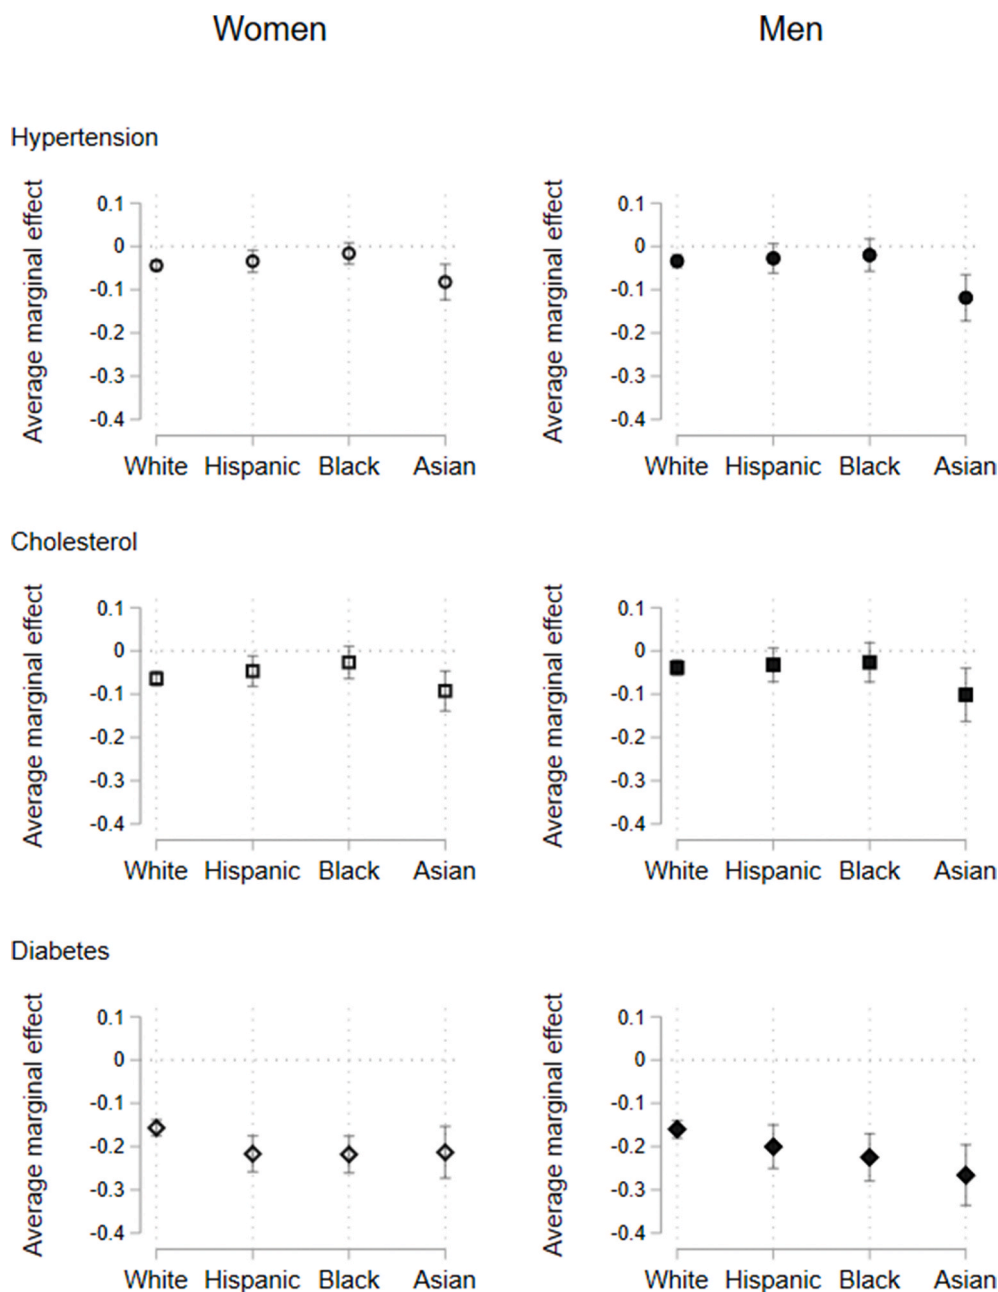 Women
Men
Hypertension
Average marginal effect
0.1
0
-0.1
-0.2
-0.3
-0.4
White Hispanic Black Asian
Average marginal effect
0.1
0
-0.1
-0.2
-0.3
-0.4
White Hispanic Black Asian
Cholesterol
Average marginal effect
0.1
0
-0.1
-0.2
-0.3
-0.4
White Hispanic Black Asian
Average marginal effect
0.1
0
-0.1
-0.2
-0.3
-0.4
White Hispanic Black Asian
Diabetes
Average marginal effect
0.1
0
-0.1
-0.2
-0.3
-0.4
White Hispanic Black Asian
Average marginal effect
0.1
0
-0.1
-0.2
-0.3
-0.4
White Hispanic Black Asian